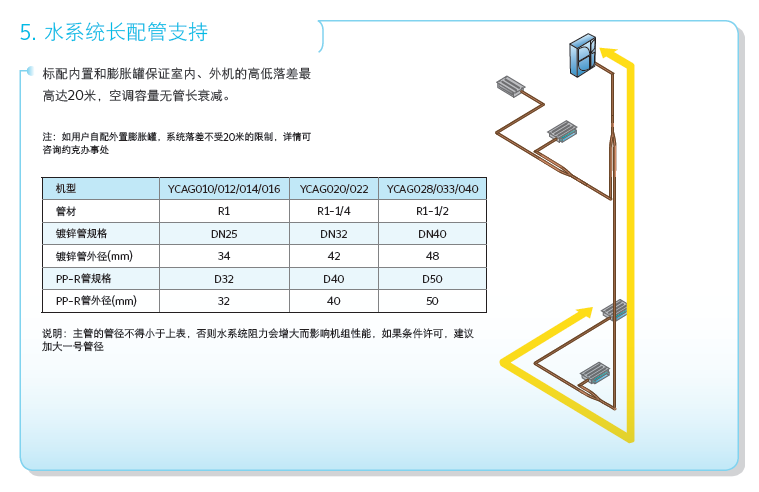 5. 水系统长配管支持
标配内置和膨胀罐保证室内、外机的高低落差最
高达20米，空调容量无管长衰减。
注：如用户自配外置膨胀罐，系统落差不受20米的限制，详情可
咨询约克办事处
机型 YCAG010/012/014/016 YCAG020/022 YCAG028/033/040
管材 R1 R1-1/4 R1-1/2
镀锌管规格 DN25 DN32 DN40
镀锌管外径(mm) 34 42 48
PP-R管规格 D32 D40 D50
PP-R管外径(mm) 32 40 50
说明：主管的管径不得小于上表，否则水系统阻力会增大而影响机组性能，如果条件许可，建议
加大一号管径